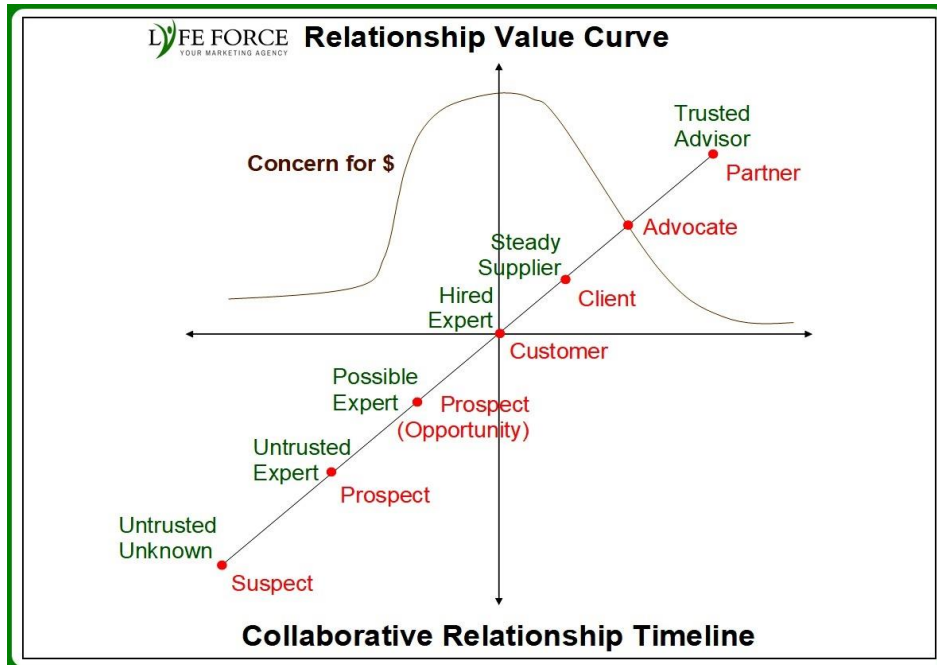 LYFE FORCE
YOUR MARKETING AGENCY
Relationship Value Curve
Concern for $
Trusted
Advisor
Partner
Advocate
Steady
Supplier
Client
Hired
Expert
Customer
Possible
Expert
Prospect
(Opportunity)
Untrusted
Expert
Prospect
Untrusted
Unknown
Suspect
Collaborative Relationship Timeline